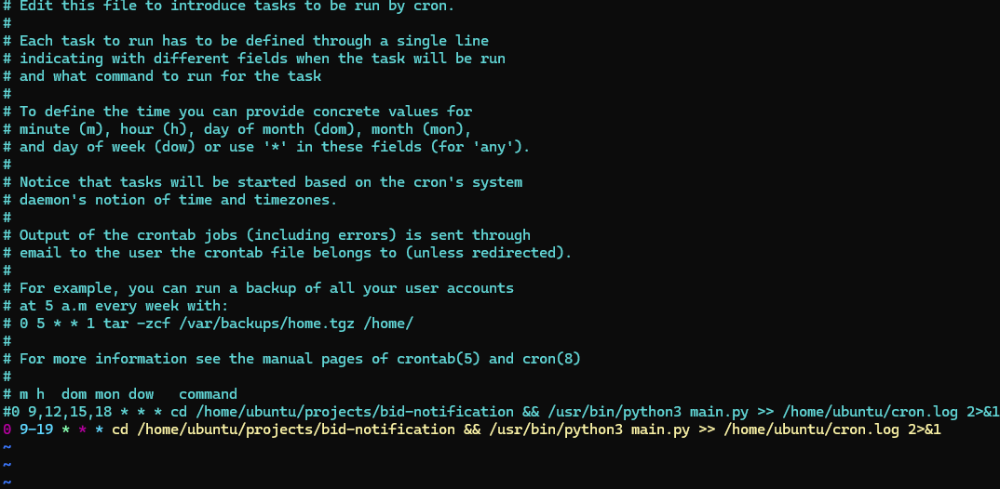 # Edit this file to introduce tasks to be run by cron.
#
# Each task to run has to be defined through a single line
# indicating with different fields when the task will be run
# and what command to run for the task
#
# To define the time you can provide concrete values for
# minute (m), hour (h), day of month (dom), month (mon),
# and day of week (dow) or use '*' in these fields (for 'any').
#
# Notice that tasks will be started based on the cron's system
# daemon's notion of time and timezones.
#
# Output of the crontab jobs (including errors) is sent through
# email to the user the crontab file belongs to (unless redirected).
#
# For example, you can run a backup of all your user accounts
# at 5 a.m every week with:
# 0 5 * * 1 tar -zcf /var/backups/home.tgz /home/
#
# For more information see the manual pages of crontab(5) and cron(8)
#
# m h  dom mon dow   command
#0 9,12,15,18 * * * cd /home/ubuntu/projects/bid-notification && /usr/bin/python3 main.py >> /home/ubuntu/cron.log 2>&1
0 9-19 * * * cd /home/ubuntu/projects/bid-notification && /usr/bin/python3 main.py >> /home/ubuntu/cron.log 2>&1
~
~
~